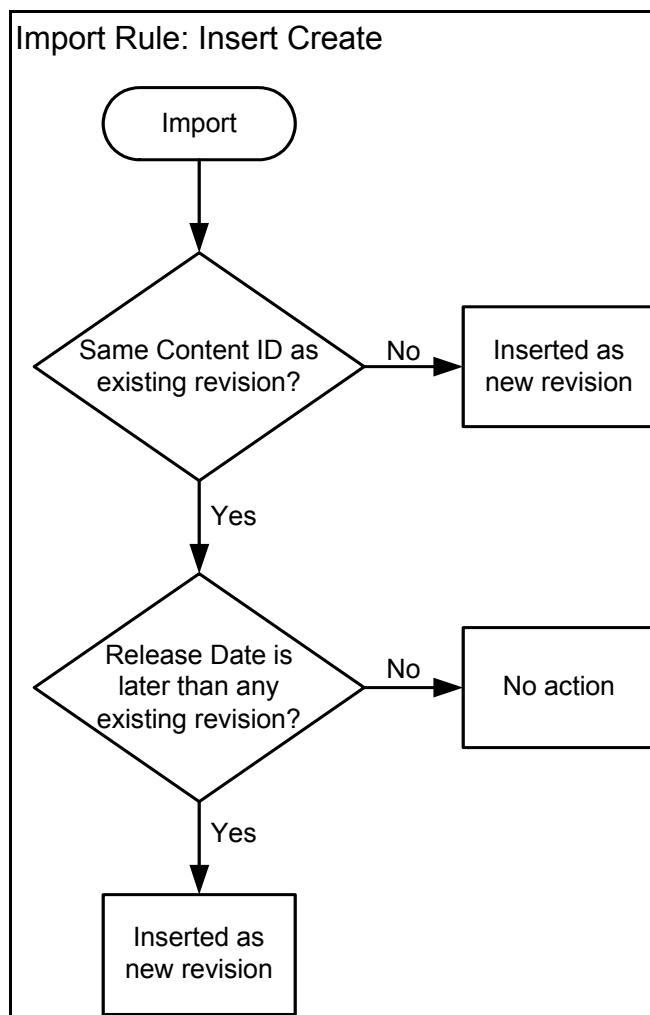 Import Rule: Insert Create
Import
Same Content ID as
existing revision?
No
Inserted as
new revision
Yes
Release Date is
later than any
existing revision?
No
No action
Yes
Inserted as
new revision